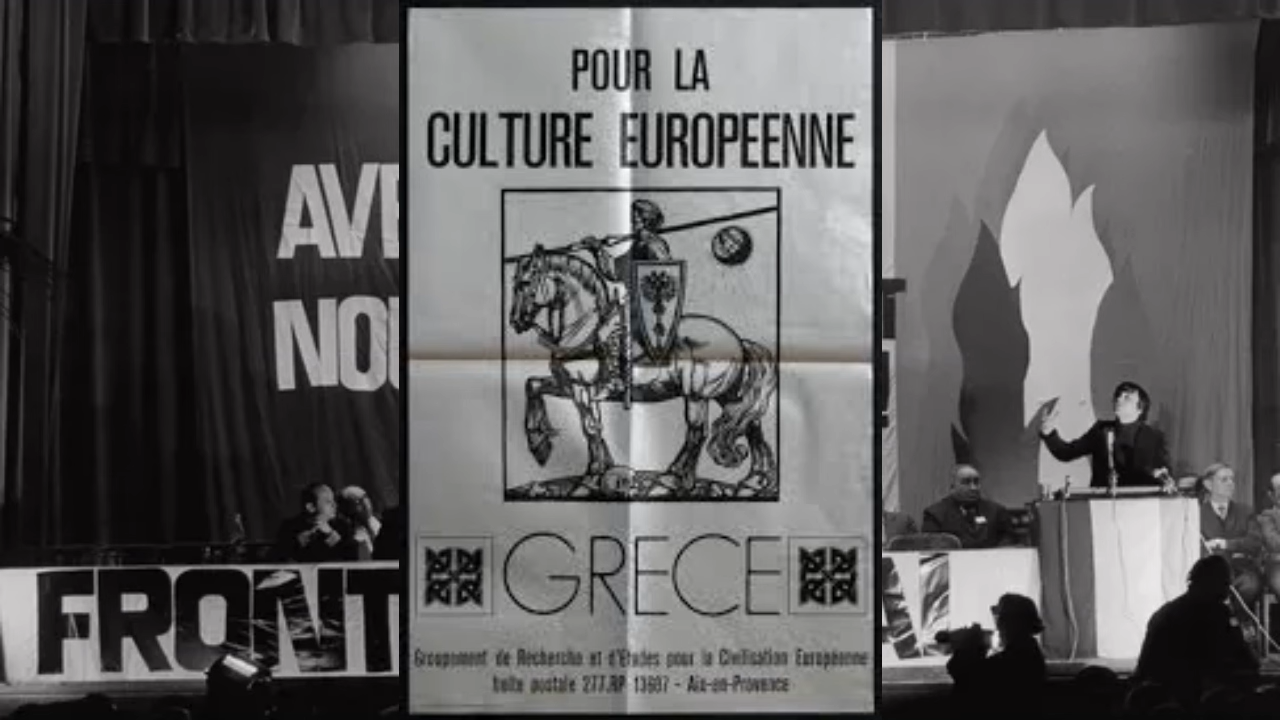 AVE
NOU
FRONT
POUR LA
CULTURE EUROPEENNE
GRECE
Groupement de Recherche et d'Etudes pour la Civilisation Européenne
boite postale 277.RP 13607 - Aix-en-Provence